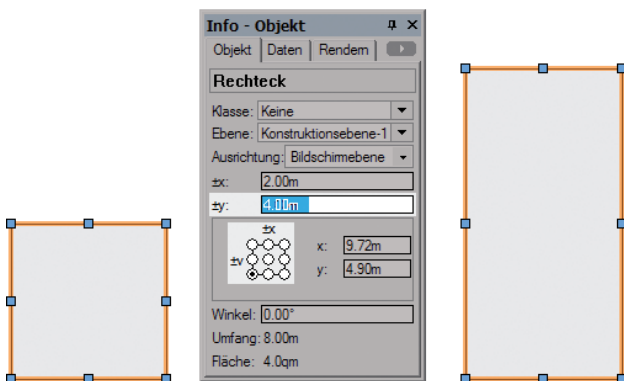 Info - Objekt
Objekt Daten Rendern
Rechteck
Klasse: Keine
Ebene: Konstruktionsebene-1
Ausrichtung: Bildschirmebene
±x: 2.00m
±y: 4.00m
±x
±y
x: 9.72m
y: 4.90m
Winkel: 0.00°
Umfang: 8.00m
Fläche: 4.0qm